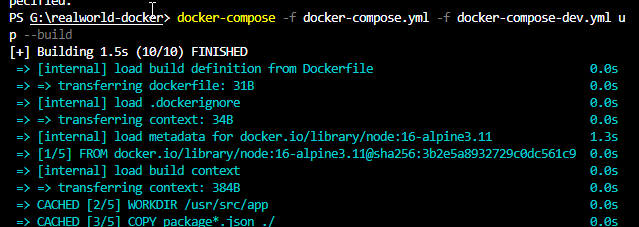 pecified.
PS G:\realworld-docker> docker-compose -f docker-compose.yml -f docker-compose-dev.yml u
p --build
[+] Building 1.5s (10/10) FINISHED
=> [internal] load build definition from Dockerfile 0.0s
=> => transferring dockerfile: 31B 0.0s
=> [internal] load .dockerignore 0.0s
=> => transferring context: 34B 0.0s
=> [internal] load metadata for docker.io/library/node:16-alpine3.11 1.3s
=> [1/5] FROM docker.io/library/node:16-alpine3.11@sha256:3b2e5a8932729c0dc561c9 0.0s
=> [internal] load build context 0.0s
=> => transferring context: 384B 0.0s
=> CACHED [2/5] WORKDIR /usr/src/app 0.0s
=> CACHED [3/5] COPY package*.json ./ 0.0s